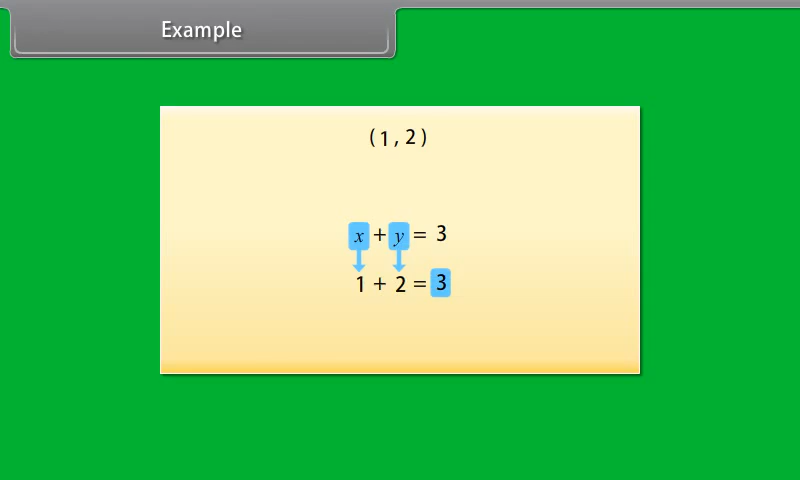 Example
(1, 2)
x + y = 3
1 + 2 = 3